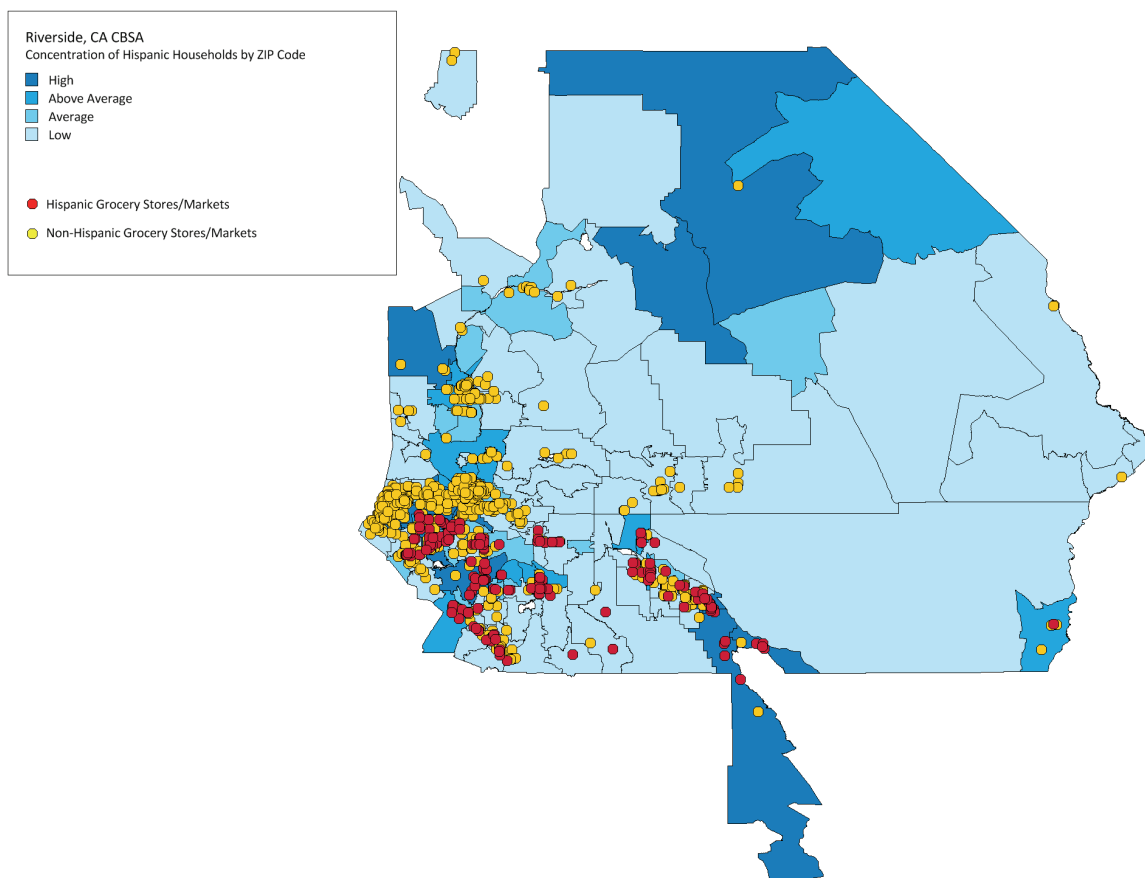 Riverside, CA CBSA
Concentration of Hispanic Households by ZIP Code
High
Above Average
Average
Low
Hispanic Grocery Stores/Markets
Non-Hispanic Grocery Stores/Markets